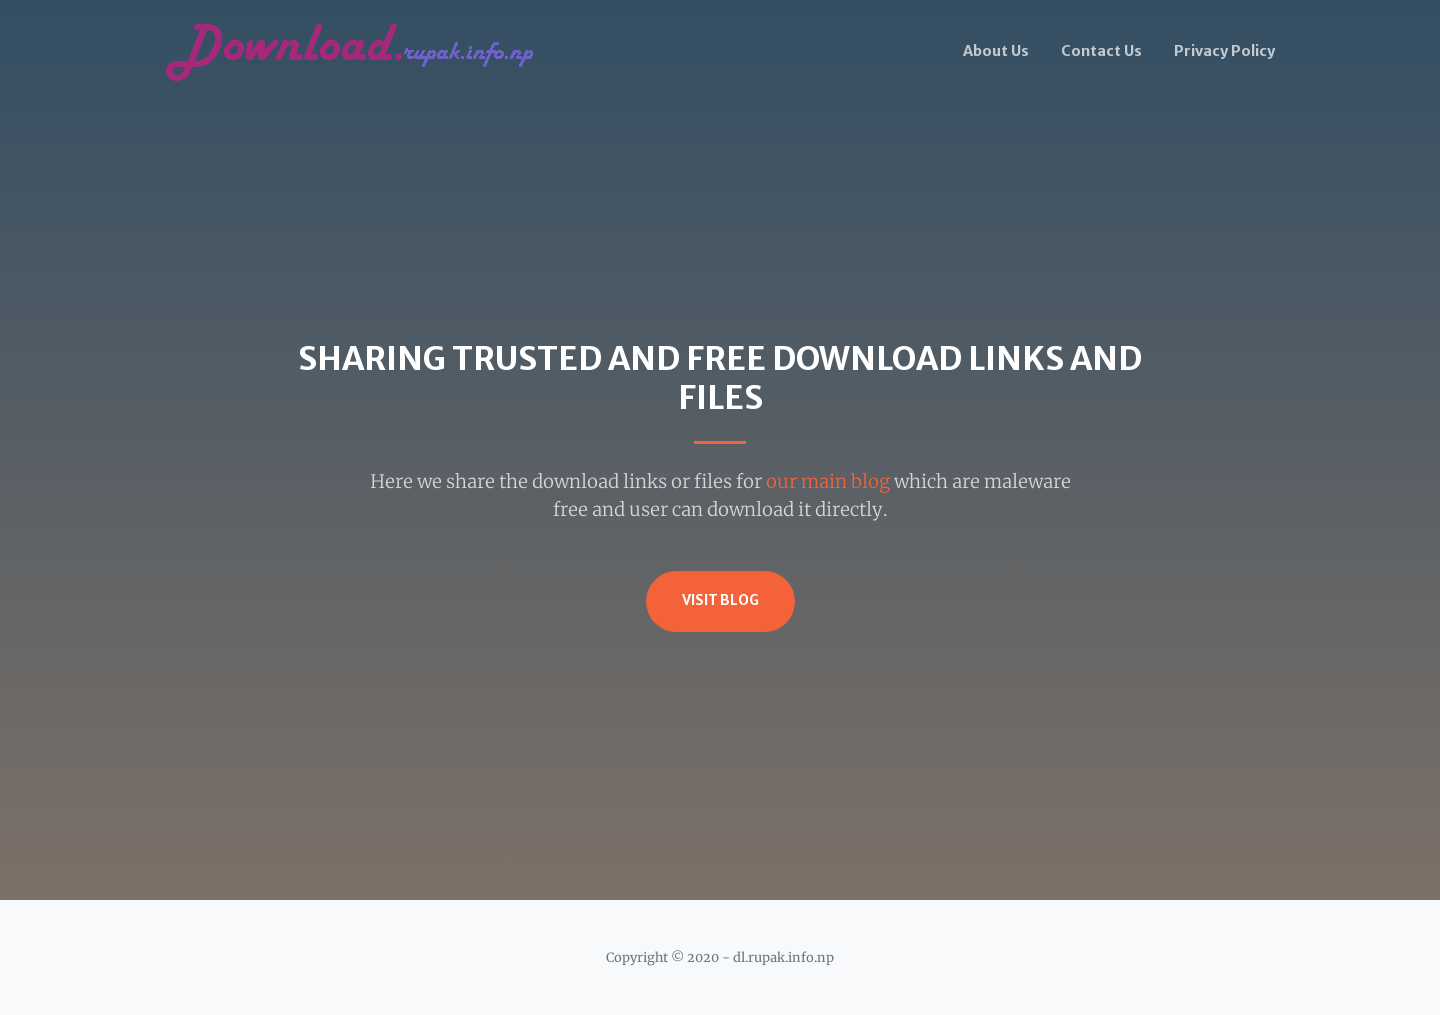 Download.rupak.info.np
About Us
Contact Us
Privacy Policy
SHARING TRUSTED AND FREE DOWNLOAD LINKS AND
FILES
Here we share the download links or files for our main blog which are maleware
free and user can download it directly.
VISIT BLOG
Copyright © 2020 - dl.rupak.info.np